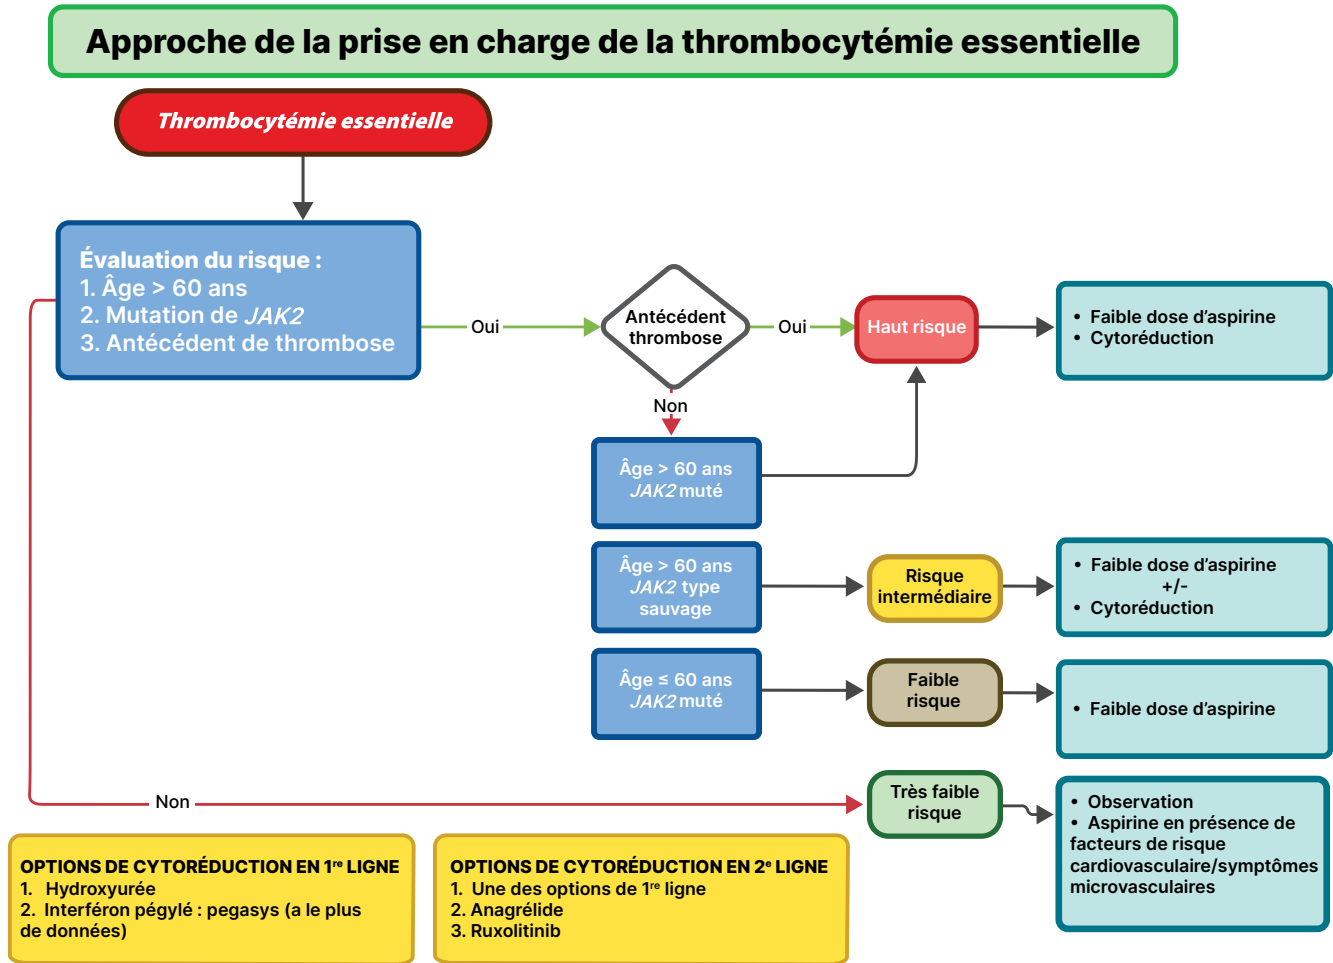 Approche de la prise en charge de la thrombocytémie essentielle
Thrombocytémie essentielle
Évaluation du risque :
1. Âge > 60 ans
2. Mutation de JAK2
3. Antécédent de thrombose
Oui
Antécédent
thrombose
Oui
Haut risque
• Faible dose d’aspirine
• Cytoréduction
Non
Âge > 60 ans
JAK2 muté
Âge > 60 ans
JAK2 type
sauvage
Risque
intermédiaire
• Faible dose d’aspirine
+/-
• Cytoréduction
Âge ≤ 60 ans
JAK2 muté
Faible
risque
• Faible dose d’aspirine
Non
Très faible
risque
• Observation
• Aspirine en présence de
facteurs de risque
cardiovasculaire/symptômes
microvasculaires
OPTIONS DE CYTORÉDUCTION EN 1re LIGNE
1. Hydroxyurée
2. Interféron pégylé : pegasys (a le plus
de données)
OPTIONS DE CYTORÉDUCTION EN 2e LIGNE
1. Une des options de 1re ligne
2. Anagrélide
3. Ruxolitinib